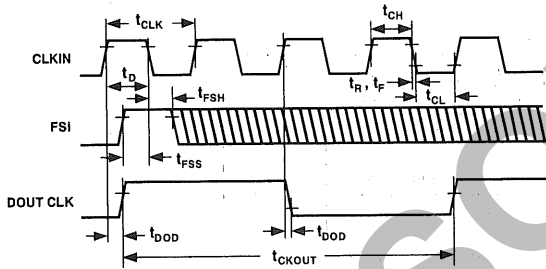 tCLK
tCH
CLKIN
tD
tR , tF
tFSH
tCL
FSI
tFSS
DOUT CLK
tDOD
tDOD
tCKOUT